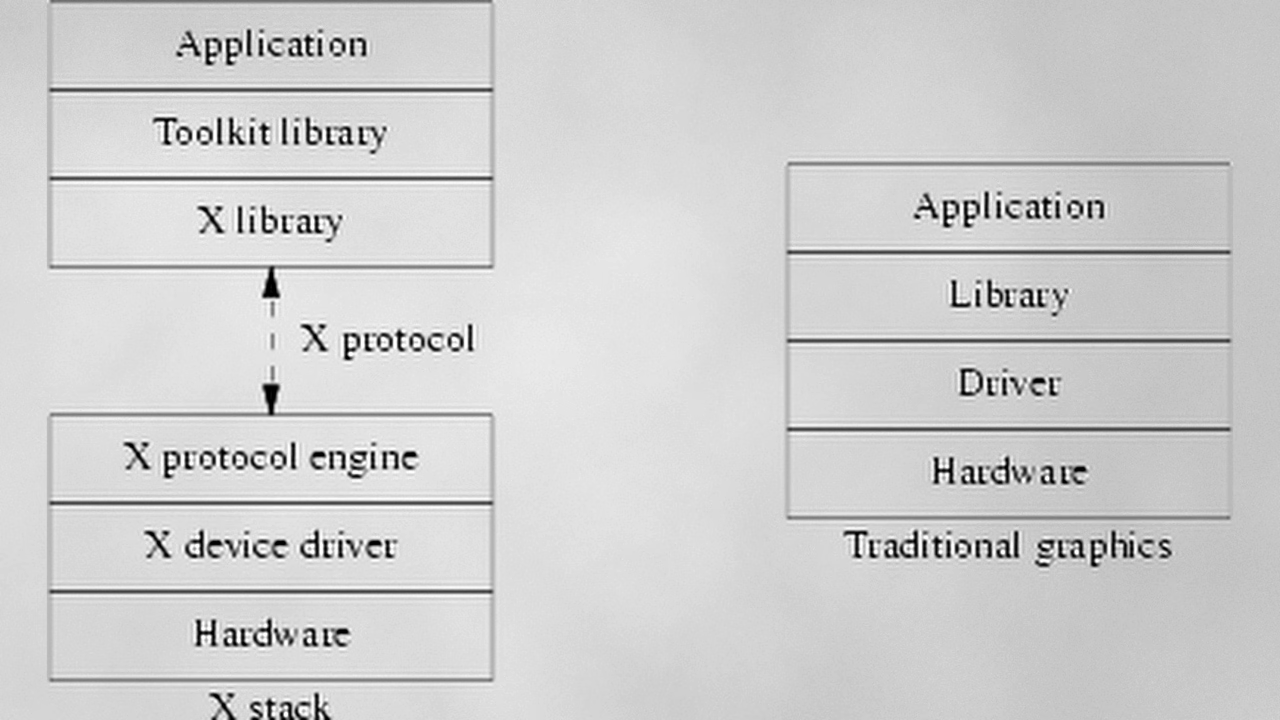 Application
Toolkit library
X library
X protocol
X protocol engine
X device driver
Hardware
X stack
Application
Library
Driver
Hardware
Traditional graphics